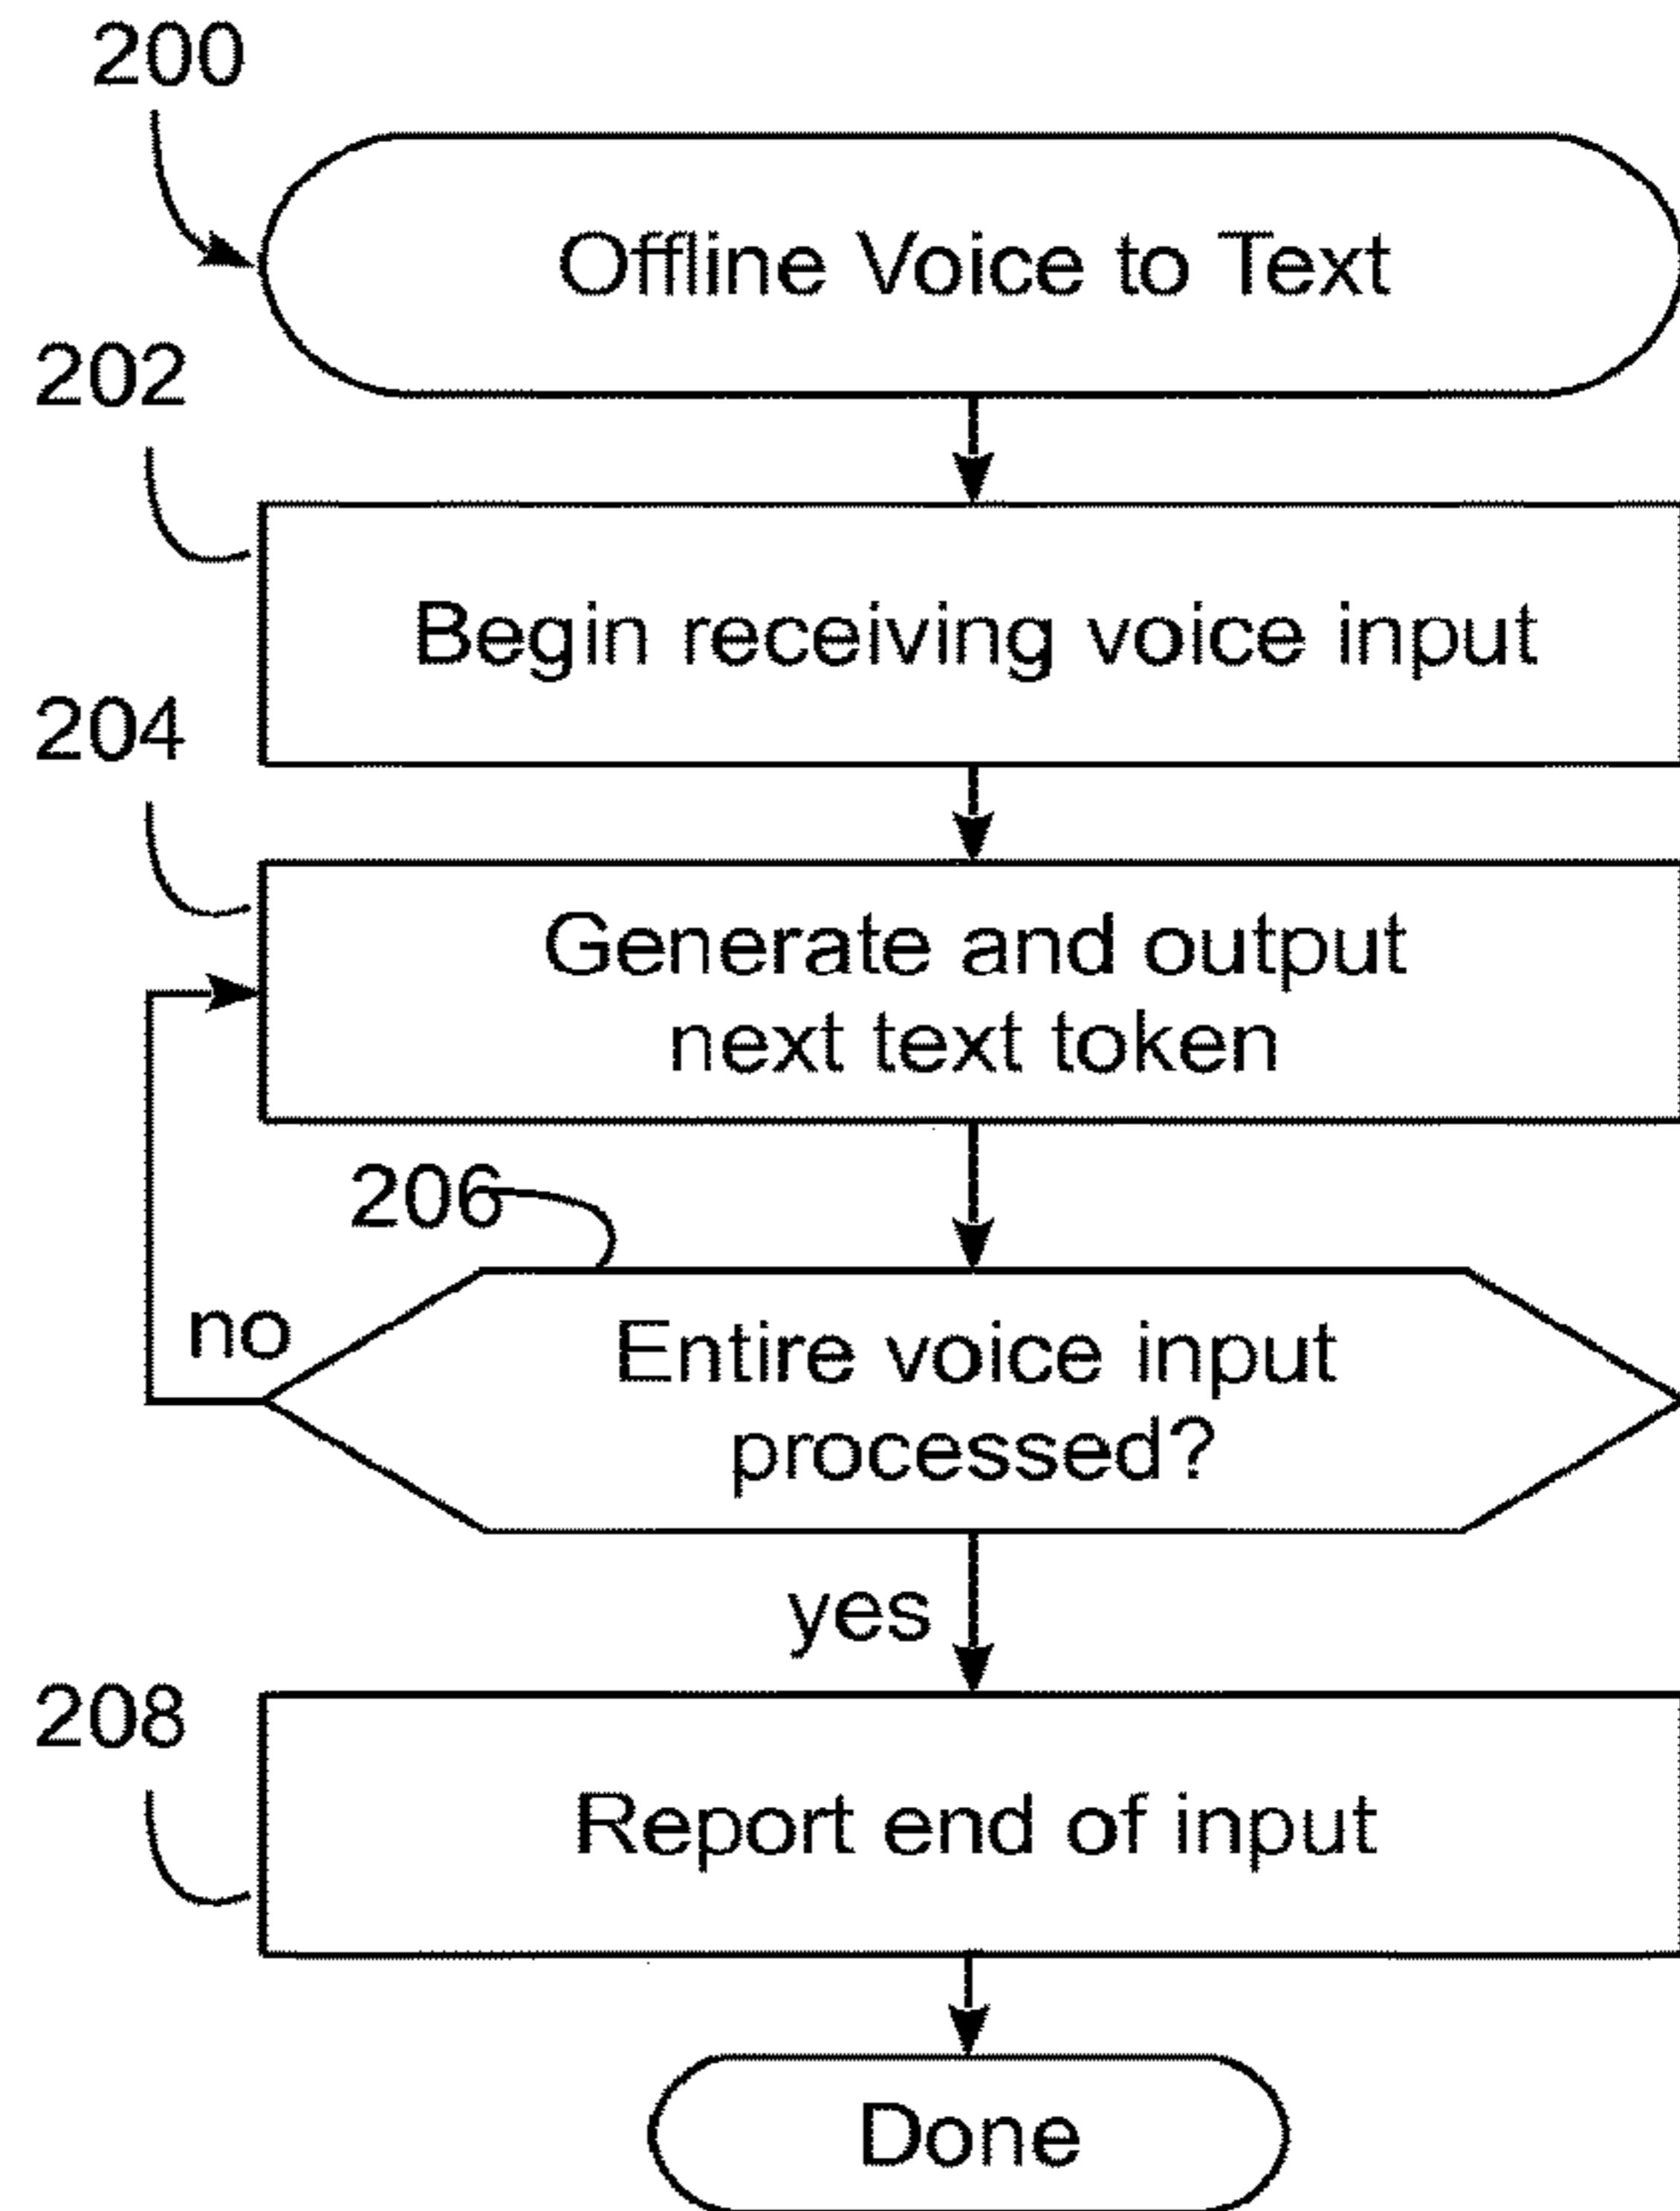 200
Offline Voice to Text
202
Begin receiving voice input
204
Generate and output
next text token
206
no
Entire voice input
processed?
yes
208
Report end of input
Done